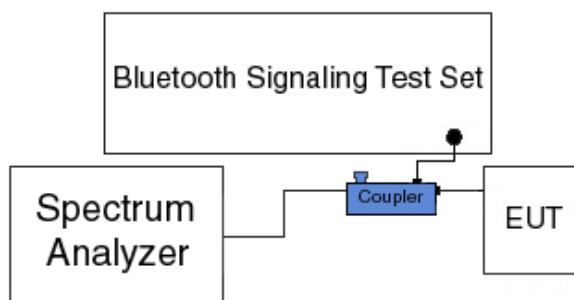 Bluetooth Signaling Test Set
Coupler
Spectrum
Analyzer
EUT